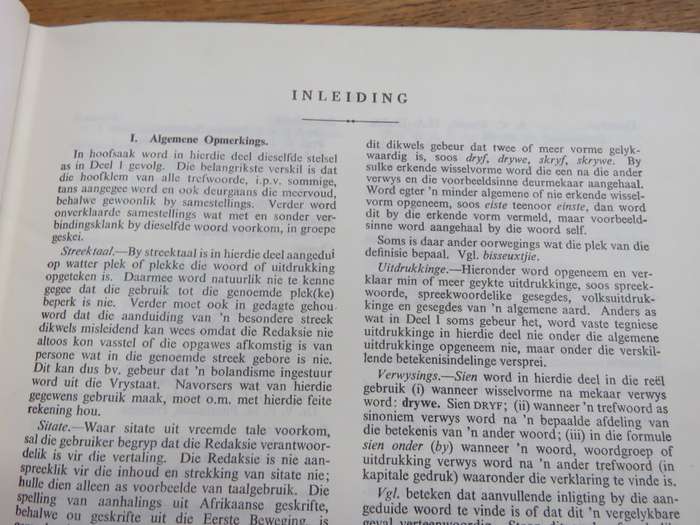 INLEIDING
I. Algemene Opmerkings.
In hoofsaak word in hierdie deel dieselfde stelsel
as in Deel I gevolg. Die belangrikste verskil is dat
die hoofklem van alle trefwoorde, i.p.v. sommige,
tans aangegee word en ook deurgaans die meervoud,
behalwe gewoonlik by samestellings. Verder word
onverklaarde samestellings wat met en sonder ver-
bindingsklank by dieselfde woord voorkom, in groepe
geskei.
Streektaal.—By streektaal is in hierdie deel aangedui
op watter plek of plekke die woord of uitdrukking
opgeteken is. Daarmee word natuurlik nie te kenne
gegee dat die gebruik tot die genoemde plek(ke)
beperk is nie. Verder moet ook in gedagte gehou
word dat die aanduiding van 'n besondere streek
dikwels misleidend kan wees omdat die Redaksie nie
altoos kon vasstel of die opgawes afkomstig is van
persone wat in die genoemde streek gebore is nie.
Dit kan dus bv. gebeur dat 'n bolandisme ingestuur
word uit die Vrystaat. Navorsers wat van hierdie
gegewens gebruik maak, moet o.m. met hierdie feite
rekening hou.
Sitate.—Waar sitate uit vreemde tale voorkom,
sal die gebruiker begryp dat die Redaksie verantwoor-
delik is vir die vertaling. Die Redaksie is nie aan-
spreeklik vir die inhoud en strekking van sitate nie;
hulle dien alleen as voorbeelde van taalgebruik. Die
spelling van aanhalings uit Afrikaanse geskrifte,
behalwe ou geskrifte uit die Eerste Beweging, is
dit dikwels gebeur dat twee of meer vorme gelyk-
waardig is, soos dryf, drywe, skryf, skrywe. By
sulke erkende wisselvorme word die een na die ander
verwys en die voorbeeldsinne deurmekaar aangehaal.
Word egter 'n minder algemene of nie erkende wissel-
vorm opgeneem, soos eiste teenoor einste, dan word
dit by die erkende vorm vermeld, maar voorbeeld-
sinne word aangehaal by die woord self.
Soms is daar ander oorwegings wat die plek van die
definisie bepaal. Vgl. bisseuxtjie.
Uitdrukkinge.—Hieronder word opgeneem en ver-
klaar min of meer geykte uitdrukkinge, soos spreek-
woorde, spreekwoordelike gesegdes, volksuitdruk-
kinge en gesegdes van 'n algemene aard. Anders as
wat in Deel I soms gebeur het, word vaste tegniese
uitdrukkinge in hierdie deel nie onder die algemene
uitdrukkinge opgeneem nie, maar onder die verskil-
lende betekenisindelinge versprei.
Verwysings.—Sien word in hierdie deel in die reël
gebruik (i) wanneer wisselvorme na mekaar verwys
word: drywe. Sien DRYF; (ii) wanneer 'n trefwoord as
sinoniem verwys word na 'n bepaalde afdeling van
die betekenis van 'n ander woord; (iii) in die formule
sien onder (by) wanneer 'n woord, woordgroep of
uitdrukking verwys word na 'n ander trefwoord (in
kapitale gedruk) waaronder die verklaring te vinde is.
Vgl. beteken dat aanvullende inligting by die aan-
geduide woord te vinde is of dat dit 'n vergelykbare